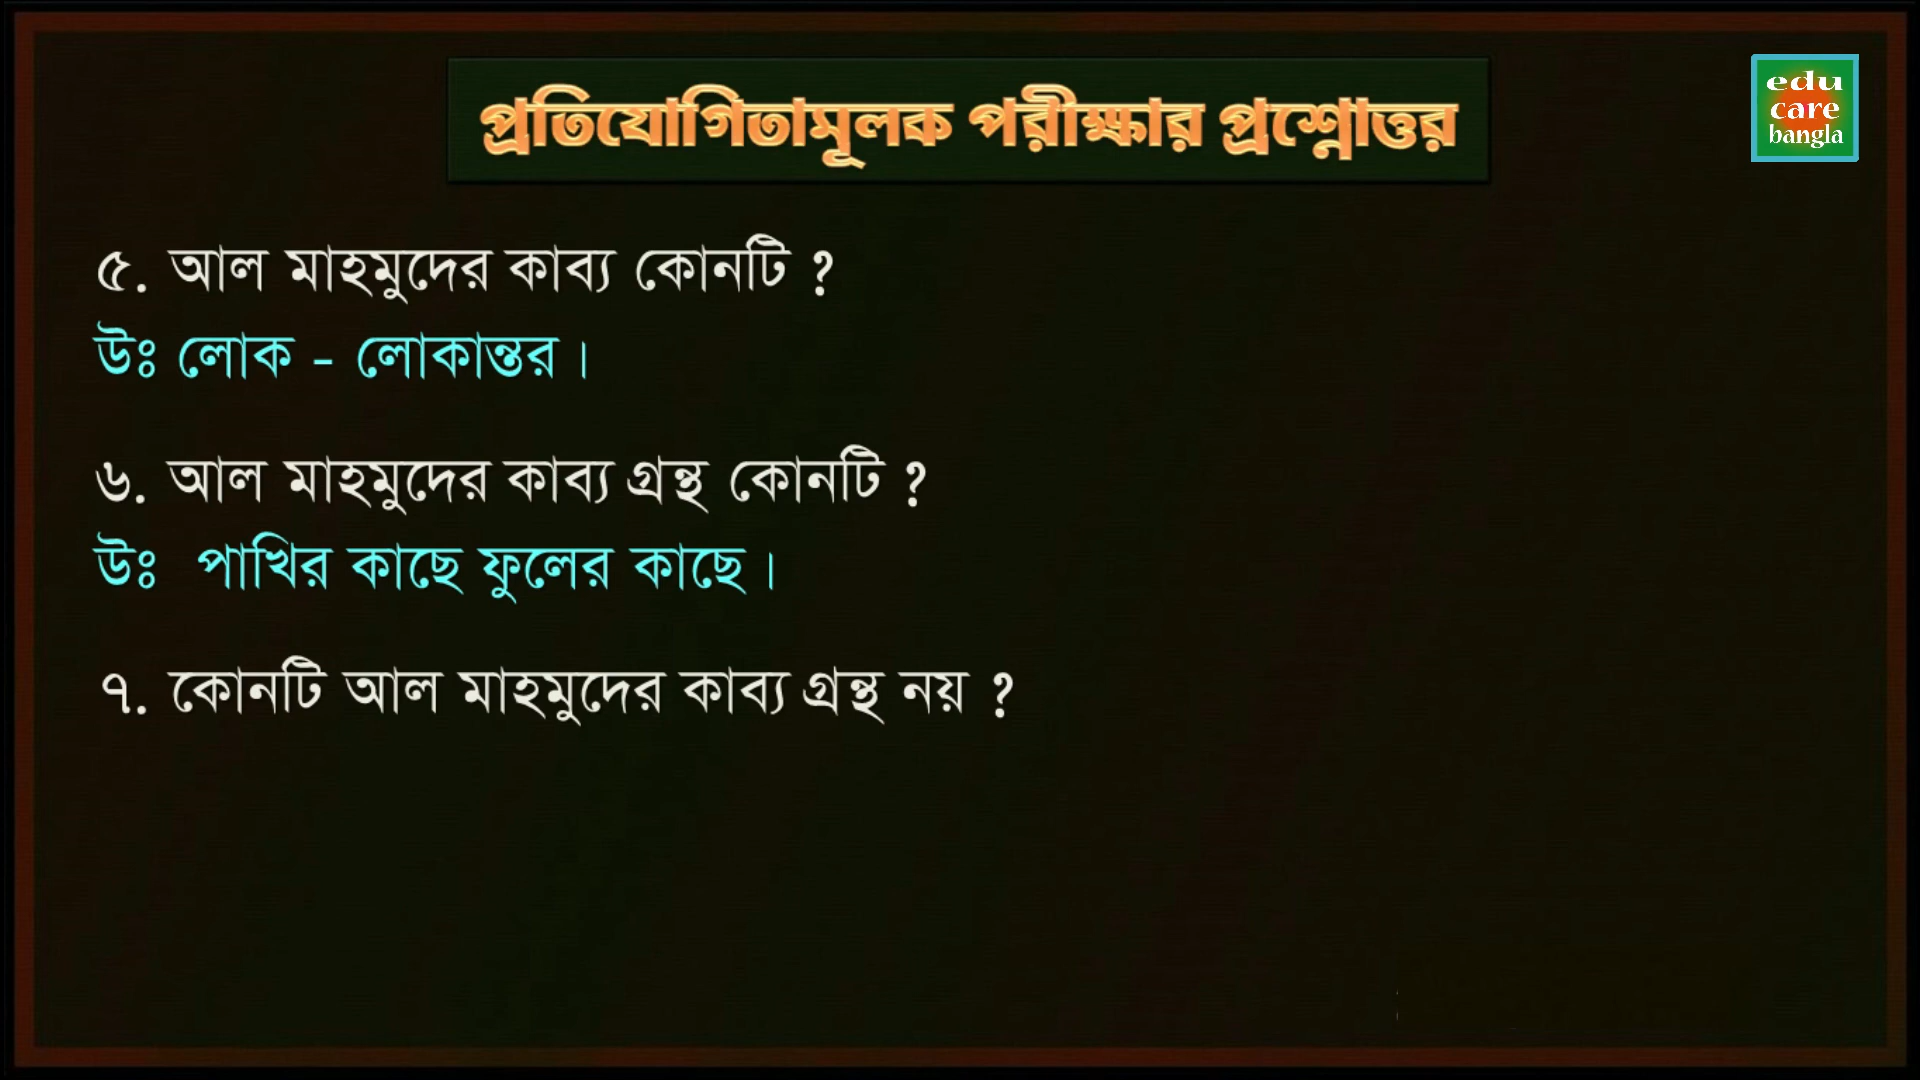 প্রতিযোগিতামূলক পরীক্ষার প্রশ্নোত্তর
edu
care
bangla
৫. আল মাহমুদের কাব্য কোনটি ?
উঃ লোক - লোকান্তর।
৬. আল মাহমুদের কাব্য গ্রন্থ কোনটি ?
উঃ পাখির কাছে ফুলের কাছে।
৭. কোনটি আল মাহমুদের কাব্য গ্রন্থ নয় ?